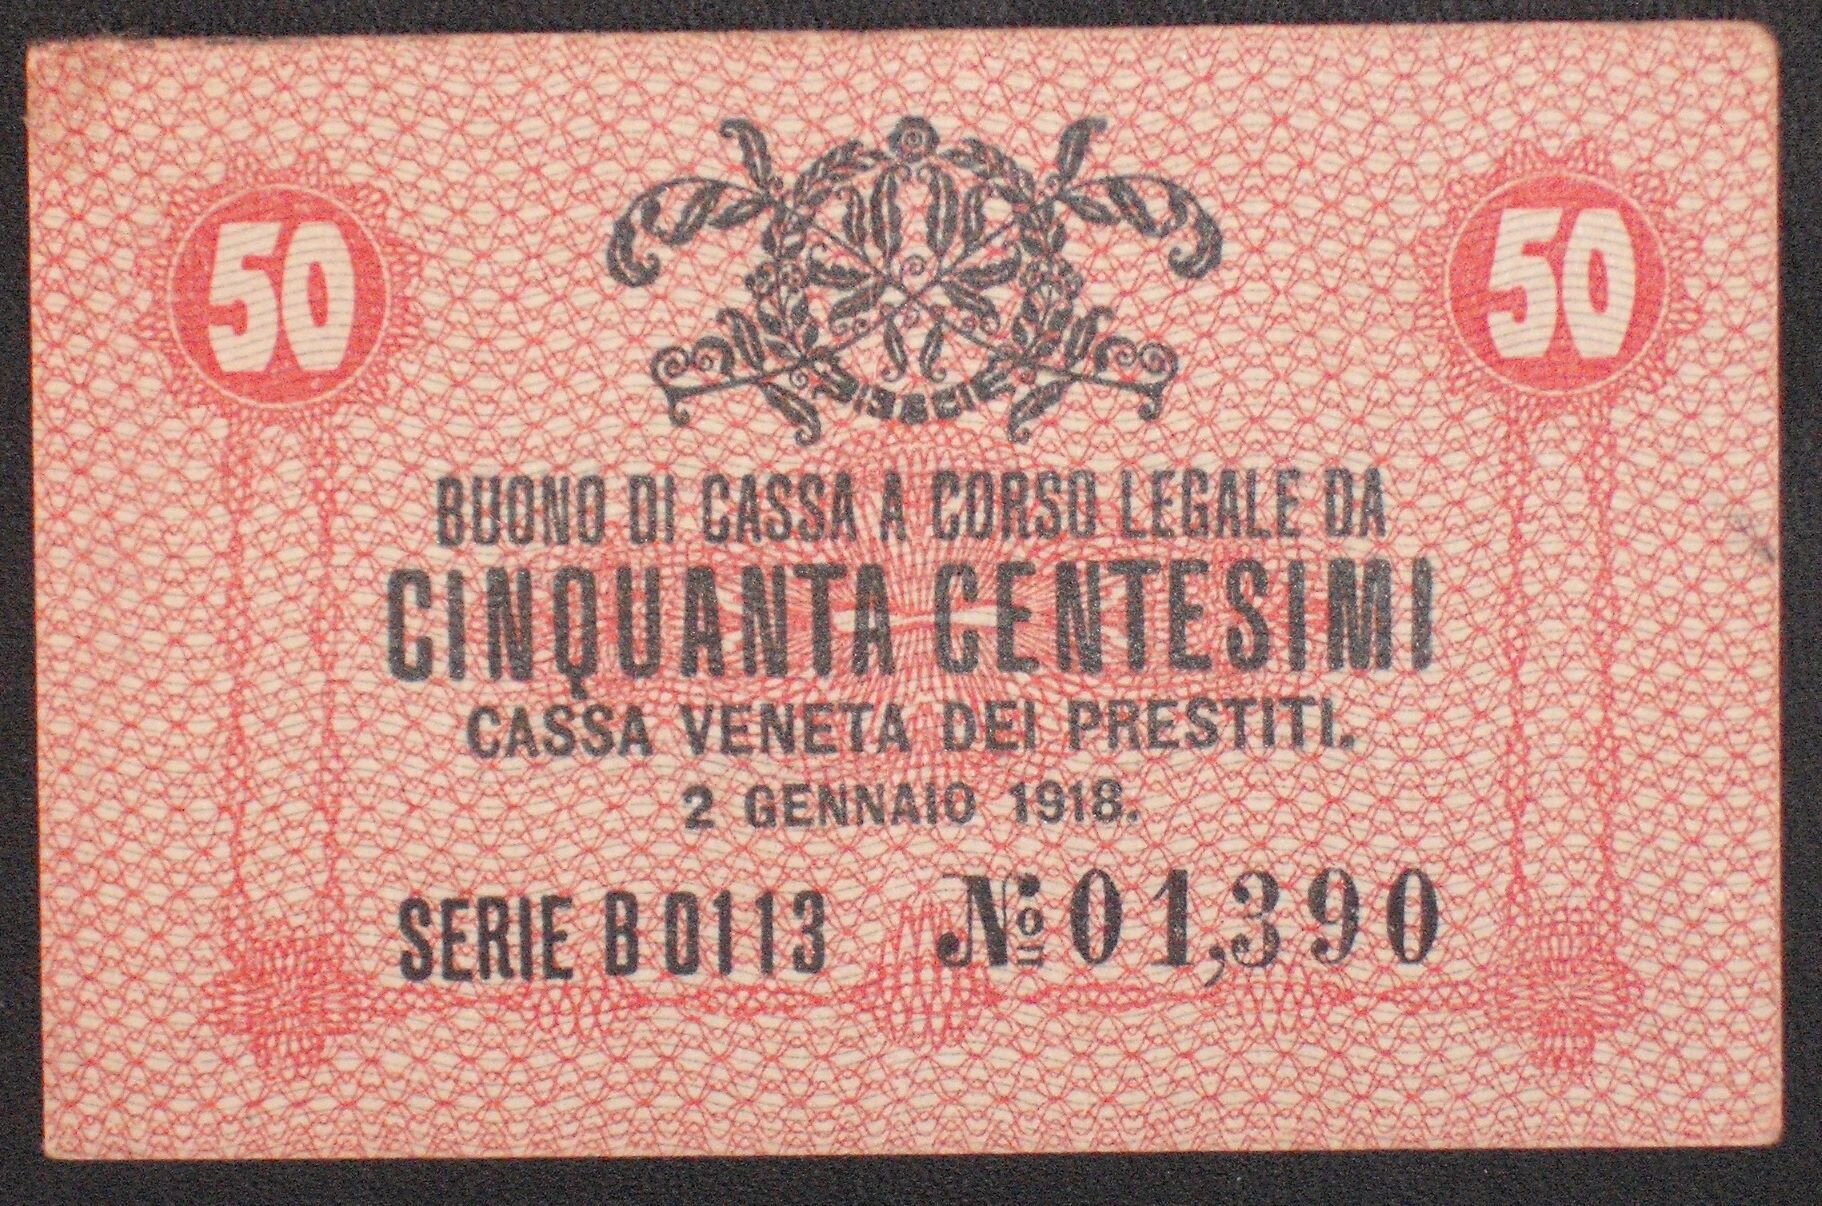 50
50
BUONO DI CASSA A CORSO LEGALE DA
CINQUANTA CENTESIMI
CASSA VENETA DEI PRESTITI.
2 GENNAIO 1918.
SERIE B 0113 No 01,390